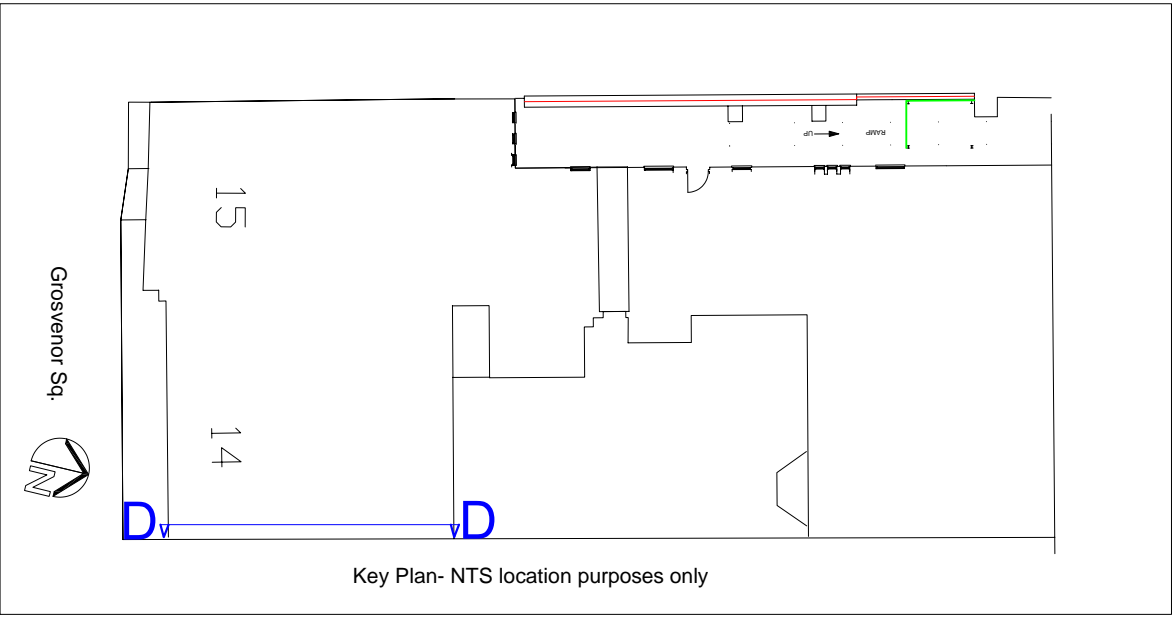 UP
RAMP
15
Grosvenor Sq.
14
N
D
D
Key Plan- NTS location purposes only